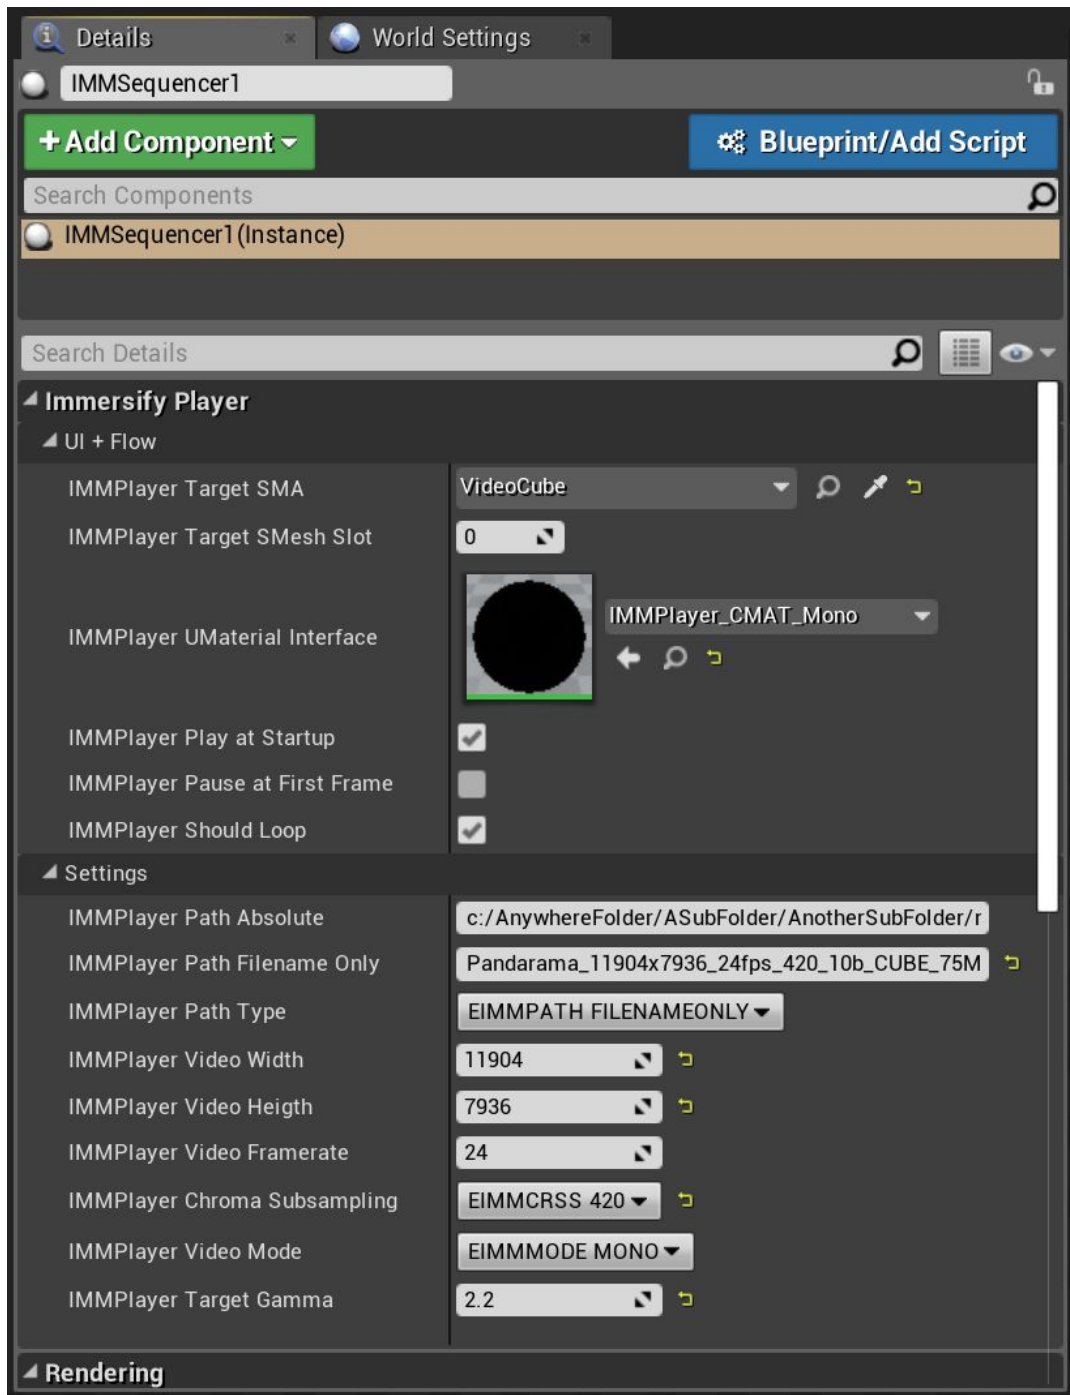 Details
World Settings
IMMSequencer1
+Add Component
Blueprint/Add Script
Search Components
IMMSequencer1(Instance)
Search Details
Immersify Player
UI + Flow
IMMPlayer Target SMA VideoCube
IMMPlayer Target SMesh Slot 0
IMMPlayer UMaterial Interface IMMPlayer_CMAT_Mono
IMMPlayer Play at Startup
IMMPlayer Pause at First Frame
IMMPlayer Should Loop
Settings
IMMPlayer Path Absolute c:/AnywhereFolder/ASubFolder/AnotherSubFolder/r
IMMPlayer Path Filename Only Pandarama_11904x7936_24fps_420_10b_CUBE_75M
IMMPlayer Path Type EIMMPATH FILENAMEONLY
IMMPlayer Video Width 11904
IMMPlayer Video Heigth 7936
IMMPlayer Video Framerate 24
IMMPlayer Chroma Subsampling EIMMCRSS 420
IMMPlayer Video Mode EIMMMODE MONO
IMMPlayer Target Gamma 2.2
Rendering